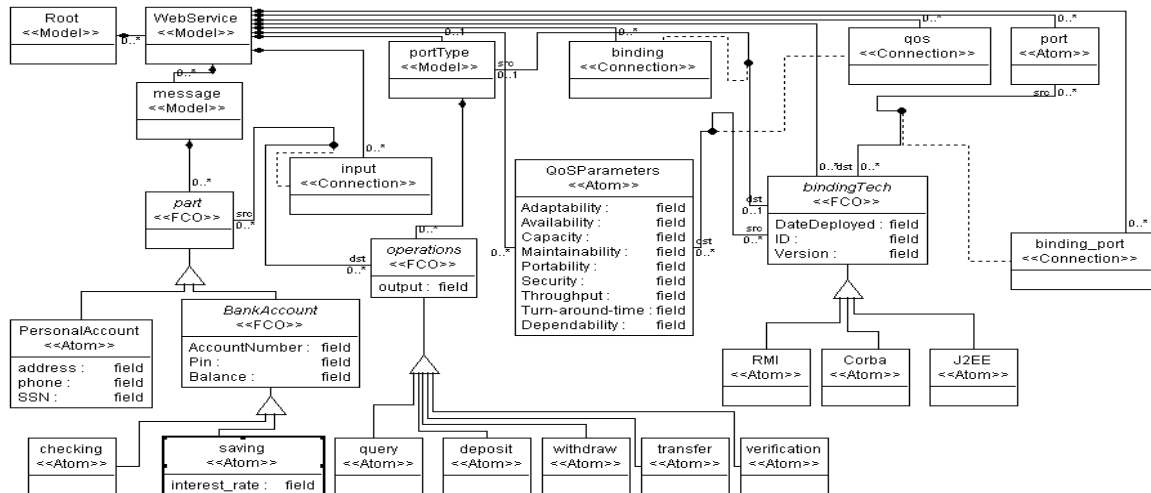 Root
<<Model>>
WebService
<<Model>>
0..*
0..*
0..*
portType
<<Model>>
0..*
src
0..1
0..*
binding
<<Connection>>
0..*
qos
<<Connection>>
0..*
port
<<Atom>>
src 0..*
message
<<Model>>
0..*
part
<<FCO>>
src
0..*
0..*
input
<<Connection>>
dst
0..*
0..*
operations
<<FCO>>
output : field
0..*
QoSParameters
<<Atom>>
Adaptability : field
Availability : field
Capacity : field
Maintainability : field
Portability : field
Security : field
Throughput : field
Turn-around-time : field
Dependability : field
dst
0..*
dst
0..1
src
0..*
0..* dst 0..*
bindingTech
<<FCO>>
DateDeployed : field
ID : field
Version : field
0..*
binding_port
<<Connection>>
PersonalAccount
<<Atom>>
address : field
phone : field
SSN : field
BankAccount
<<FCO>>
AccountNumber : field
Pin : field
Balance : field
RMI
<<Atom>>
Corba
<<Atom>>
J2EE
<<Atom>>
checking
<<Atom>>
saving
<<Atom>>
interest_rate : field
query
<<Atom>>
deposit
<<Atom>>
withdraw
<<Atom>>
transfer
<<Atom>>
verification
<<Atom>>